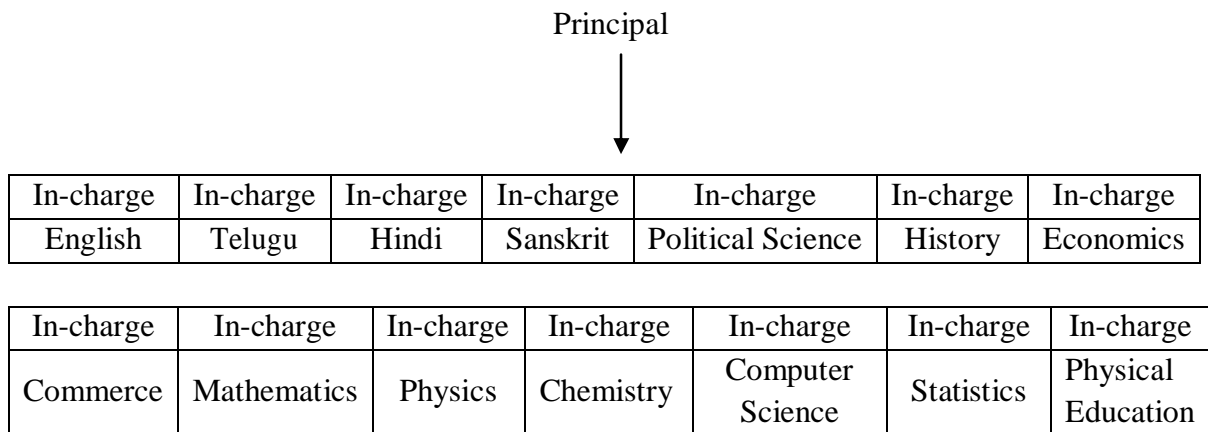 Principal
In-charge In-charge In-charge In-charge In-charge In-charge In-charge
English Telugu Hindi Sanskrit Political Science History Economics
In-charge In-charge In-charge In-charge In-charge In-charge In-charge
Commerce Mathematics Physics Chemistry Computer Science Statistics Physical Education